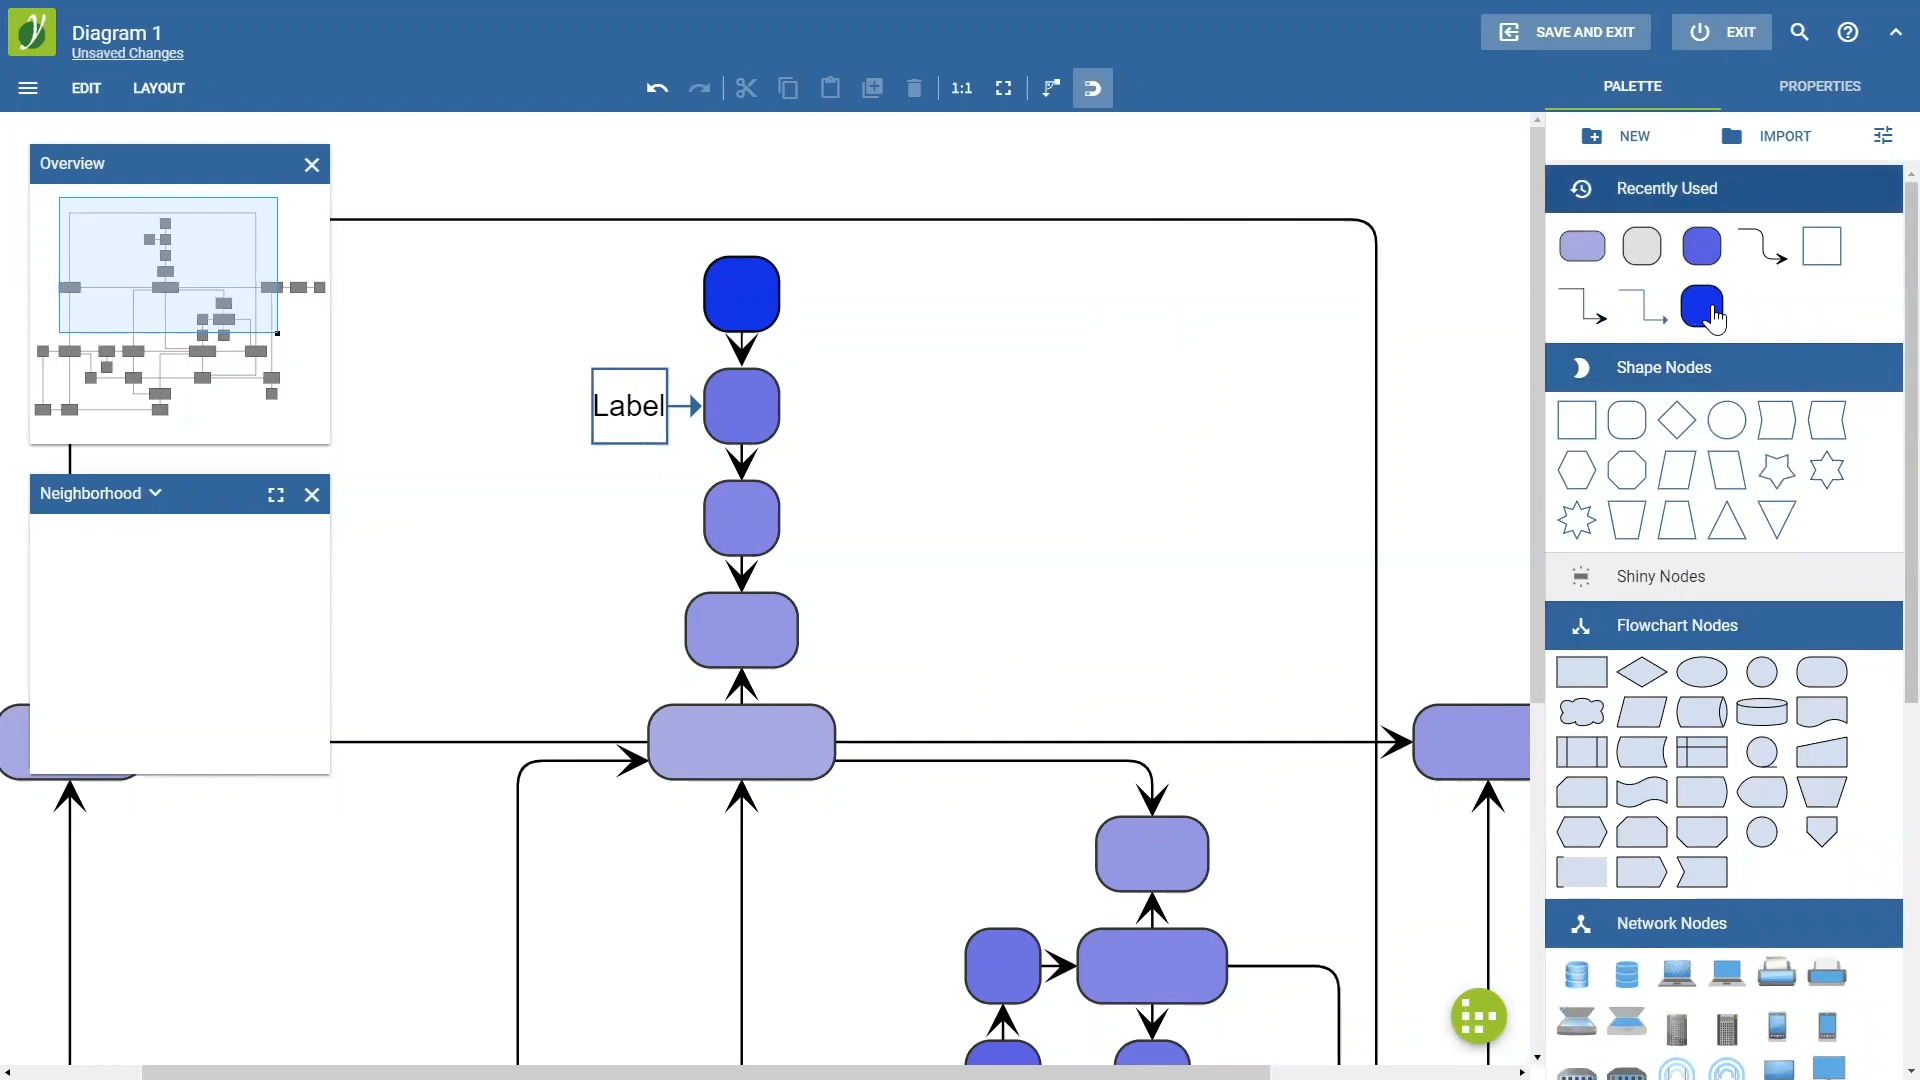 Diagram 1
Unsaved Changes
SAVE AND EXIT
EXIT
EDIT
LAYOUT
1:1
PALETTE
PROPERTIES
NEW
IMPORT
Overview
Neighborhood
Label
Recently Used
Shape Nodes
Shiny Nodes
Flowchart Nodes
Network Nodes